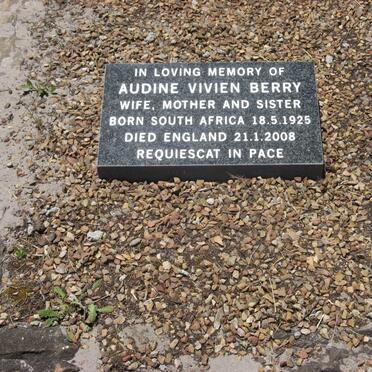 IN LOVING MEMORY OF
AUDINE VIVIEN BERRY
WIFE, MOTHER AND SISTER
BORN SOUTH AFRICA 18.5.1925
DIED ENGLAND 21.1.2008
REQUIESCAT IN PACE